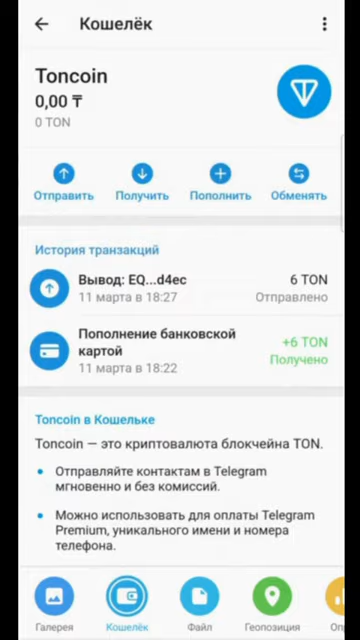 Кошелёк
Toncoin
0,00 ₸
0 TON
Отправить
Получить
Пополнить
Обменять
История транзакций
Вывод: EQ...d4ec
6 TON
11 марта в 18:27
Отправлено
Пополнение банковской
картой
+6 TON
Получено
11 марта в 18:22
Toncoin в Кошельке
Toncoin — это криптовалюта блокчейна TON.
Отправляйте контактам в Telegram
мгновенно и без комиссий.
Можно использовать для оплаты Telegram
Premium, уникального имени и номера
телефона.
Галерея
Кошелёк
Файл
Геопозиция